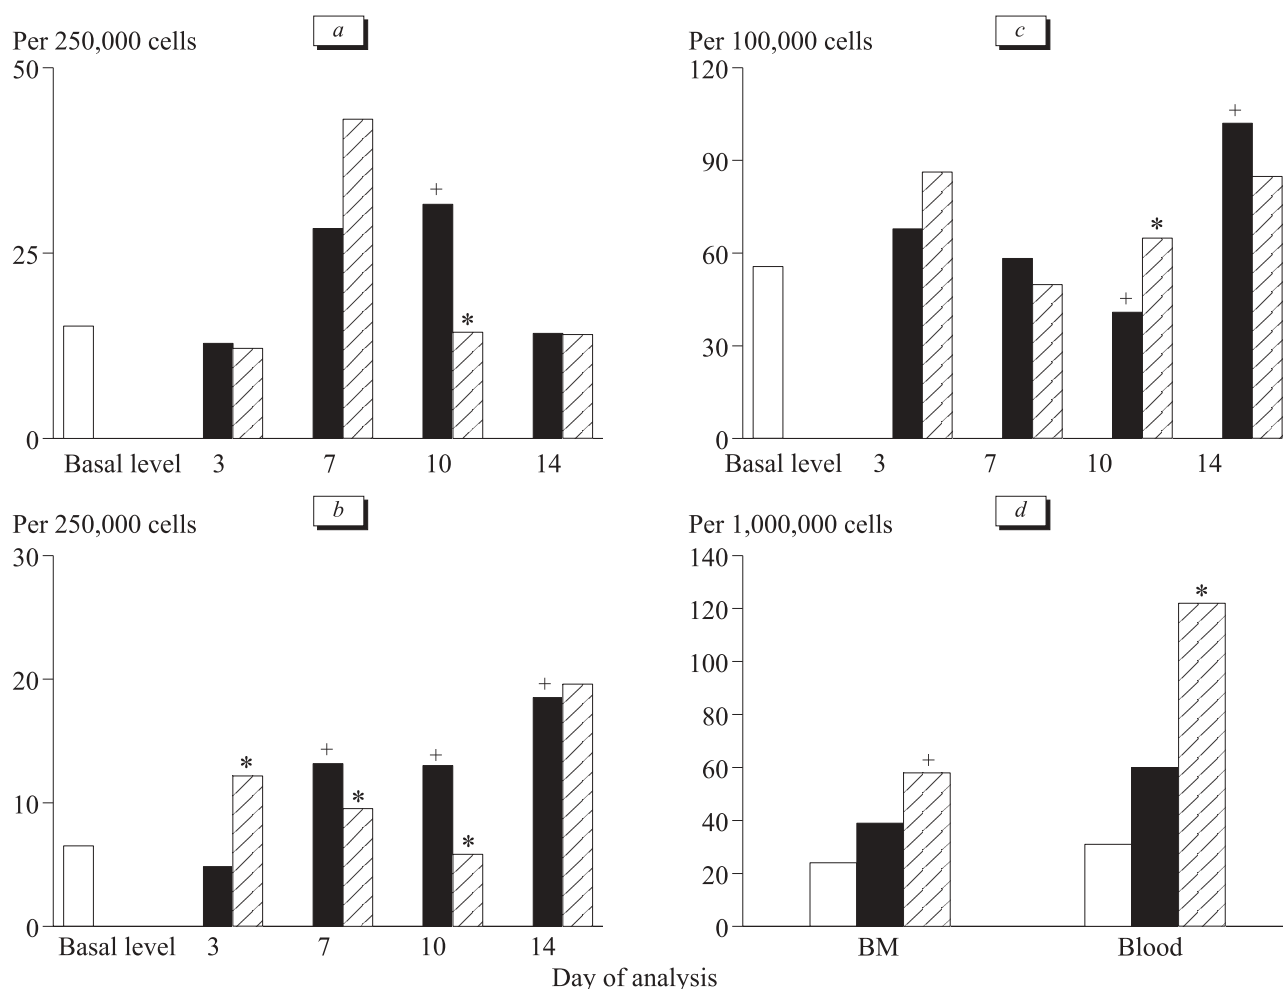 a
Per 250,000 cells
50
25
0
+
*
Basal level 3 7 10 14
c
Per 100,000 cells
120
90
60
30
0
+
*
+
Basal level 3 7 10 14
b
Per 250,000 cells
30
20
10
0
*
+
*
+
*
+
Basal level 3 7 10 14
d
Per 1,000,000 cells
140
120
100
80
60
40
20
0
+
*
BM Blood
Day of analysis